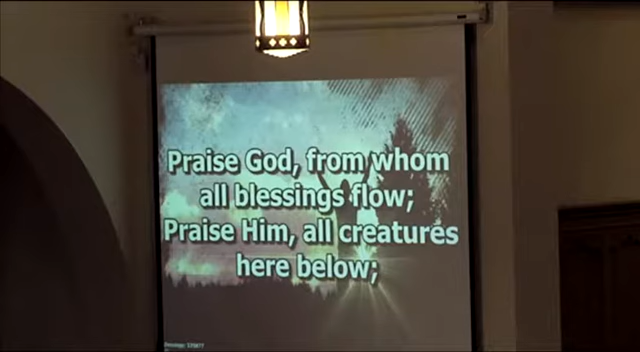 Praise God, from whom
all blessings flow;
Praise Him, all creatures
here below;